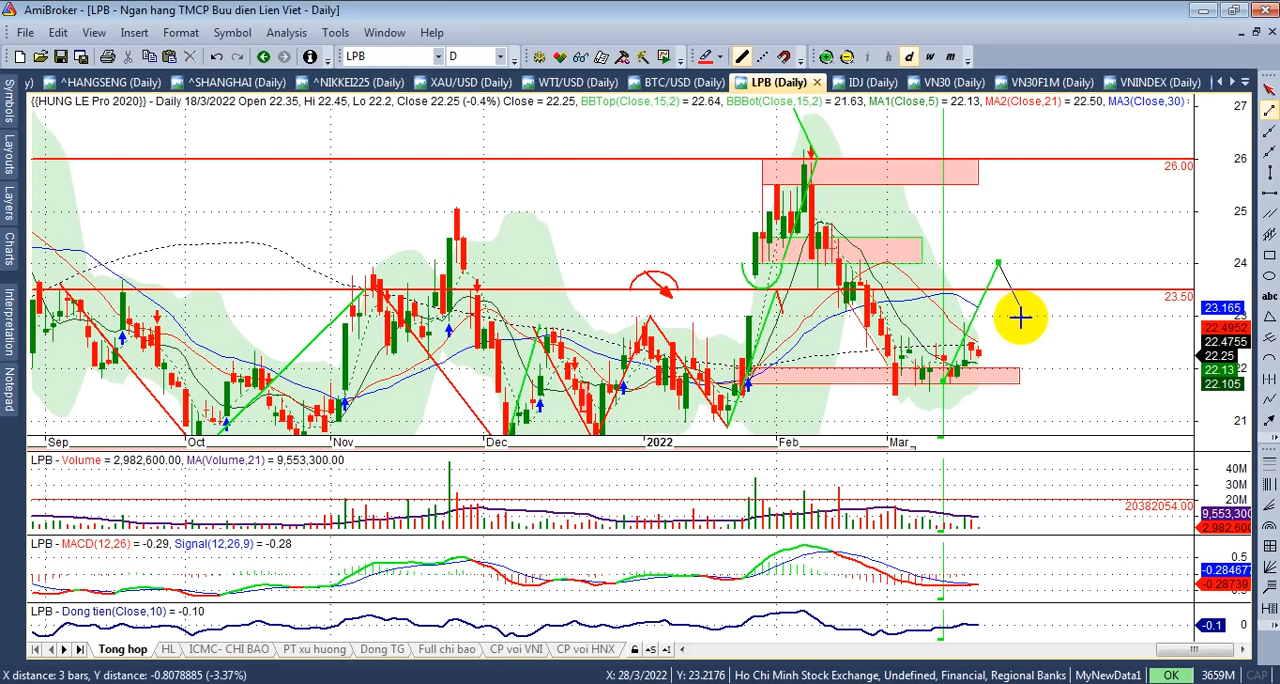 AmiBroker - [LPB - Ngan hang TMCP Buu dien Lien Viet - Daily]
File Edit View Insert Format Symbol Analysis Tools Window Help
LPB D i h d w m
y) ^HANGSENG (Daily) ^SHANGHAI (Daily) ^NIKKEI225 (Daily) XAU/USD (Daily) WTI/USD (Daily) BTC/USD (Daily) LPB (Daily) IDJ (Daily) VN30 (Daily) VN30F1M (Daily) VNINDEX (Daily)
{{HUNG LE Pro 2020}} - Daily 18/3/2022 Open 22.35, Hi 22.45, Lo 22.2, Close 22.25 (-0.4%) Close = 22.25, BBTop(Close,15,2) = 22.64, BBBot(Close,15,2) = 21.63, MA1(Close,5) = 22.13, MA2(Close,21) = 22.50, MA3(Close,30) =
Symbols
Layouts
Layers
Charts
Interpretation
Notepad
abc
27
26
26.00
25
24
23.50
23.165
22.4952
22.4755
22.25
22.13
22.105
21
Sep Oct Nov Dec 2022 Feb Mar
LPB - Volume = 2,982,600.00, MA(Volume,21) = 9,553,300.00
40M
30M
20M
20382054.00
9,553,300
2,982,600
LPB - MACD(12,26) = -0.29, Signal(12,26,9) = -0.28
0.5
-0.28467
-0.28739
LPB - Dong tien(Close,10) = -0.10
-0.1 0
Tong hop HL ICMC- CHI BAO PT xu huong Dong TG Full chi bao CP voi VNI CP voi HNX
X distance: 3 bars, Y distance: -0.8078885 (-3.37%) X: 28/3/2022 Y: 23.2176 Ho Chi Minh Stock Exchange, Undefined, Financial, Regional Banks MyNewData1 OK 3659M CAP